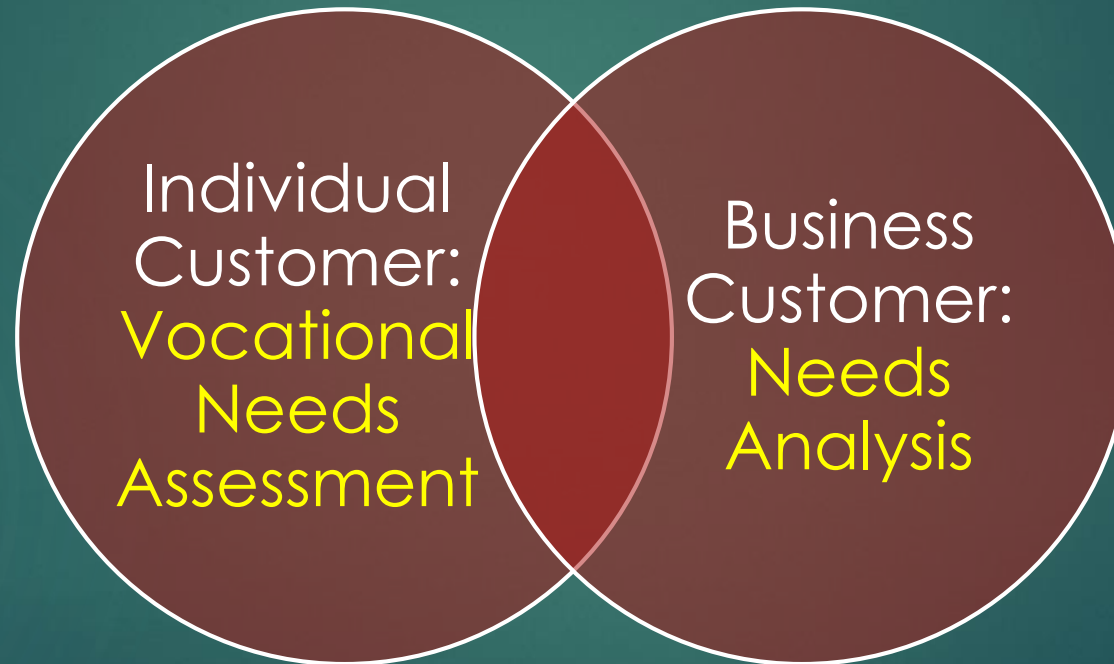 Individual
Customer:
Vocational
Needs
Assessment
Business
Customer:
Needs
Analysis